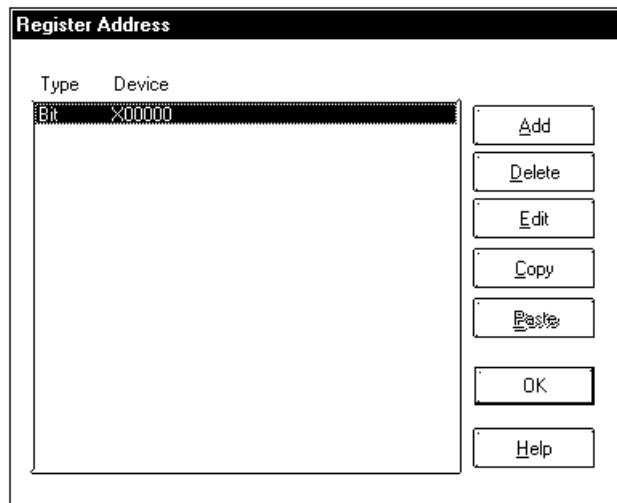 Register Address
Type Device
Bit X00000
Add
Delete
Edit
Copy
Paste
OK
Help